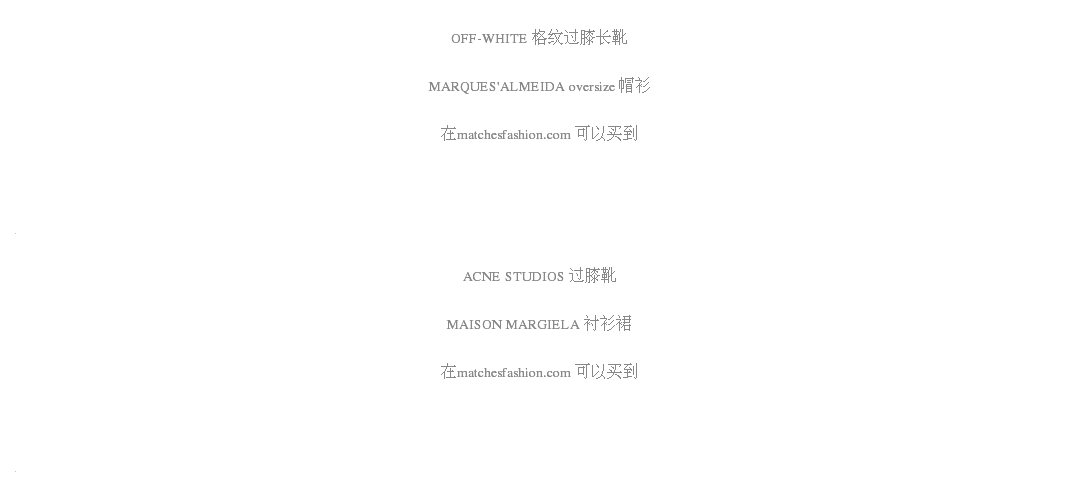 OFF-WHITE 格纹过膝长靴
MARQUES'ALMEIDA oversize 帽衫
在matchesfashion.com 可以买到
ACNE STUDIOS 过膝靴
MAISON MARGIELA 衬衫裙
在matchesfashion.com 可以买到